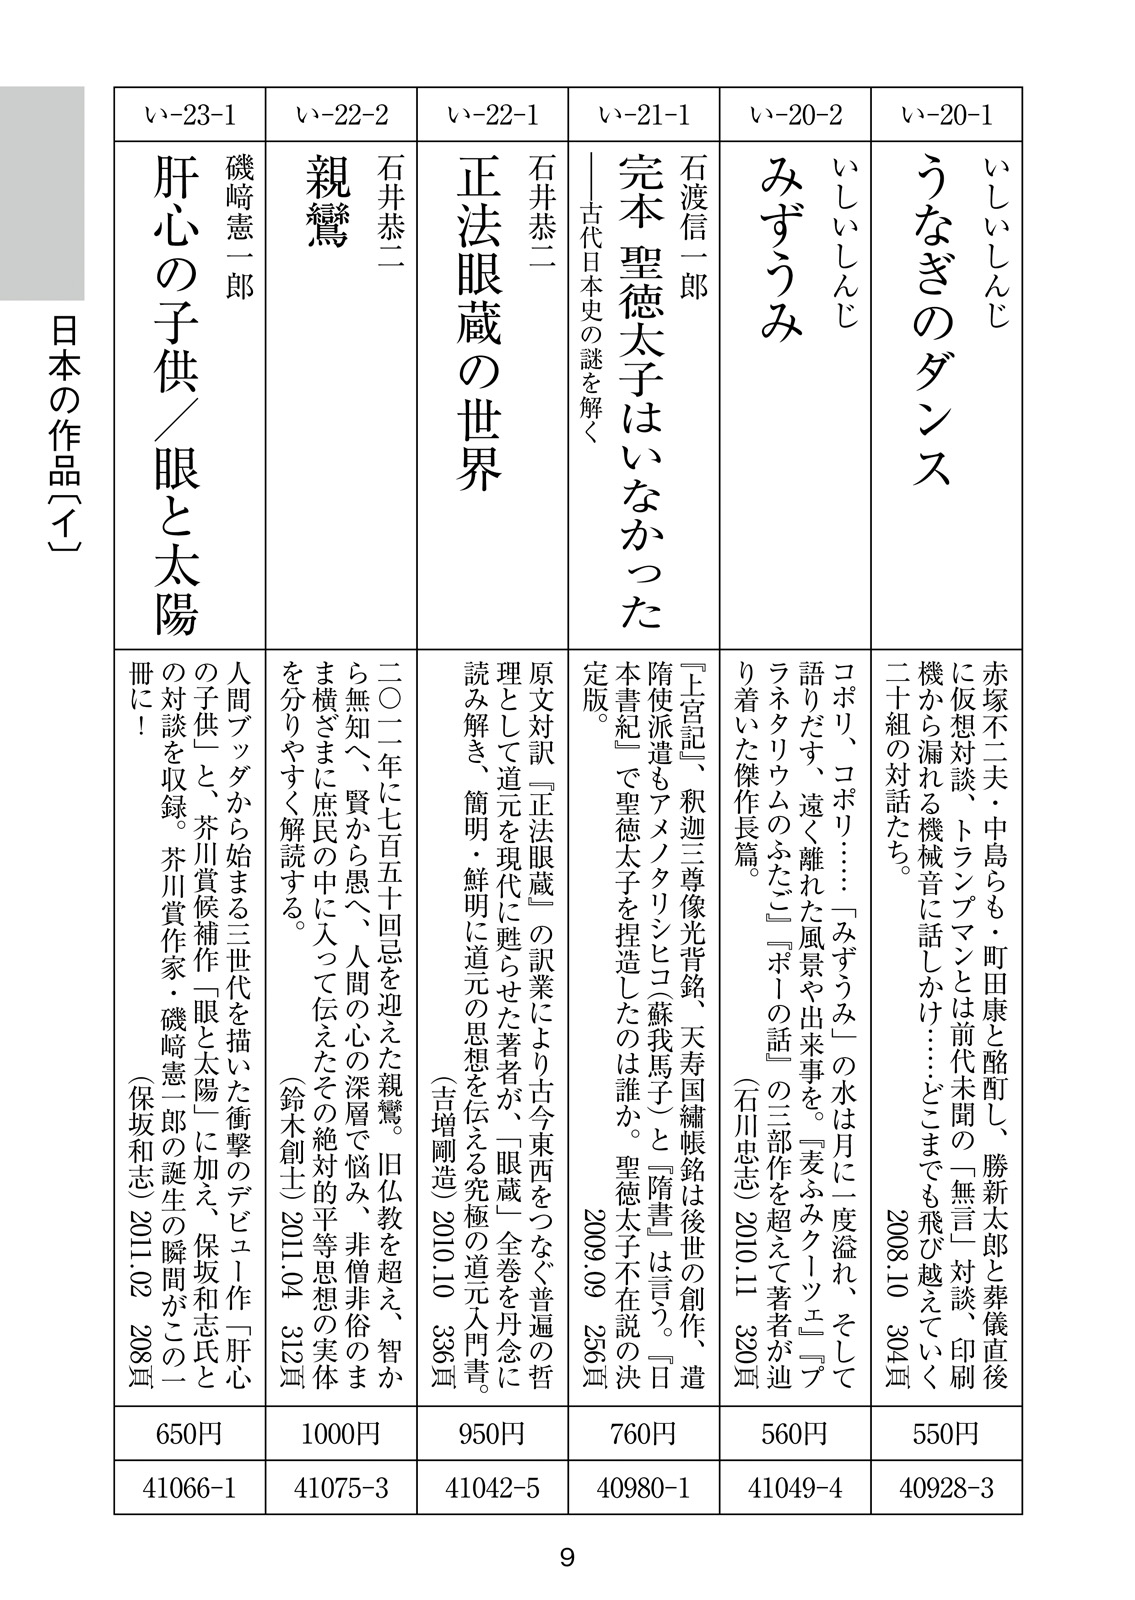 日本の作品〔イ〕
い-20-1
いしいしんじ
うなぎのダンス
赤塚不二夫・中島らも・町田康と酩酊し、勝新太郎と葬儀直後
に仮想対談、トランプマンとは前代未聞の「無言」対談、印刷
機から漏れる機械音に話しかけ……どこまでも飛び越えていく
二十組の対話たち。 2008.10 304頁
550円
40928-3
い-20-2
いしいしんじ
みずうみ
コポリ、コポリ……「みずうみ」の水は月に一度溢れ、そして
語りだす、遠く離れた風景や出来事を。『麦ふみクーツェ』『プ
ラネタリウムのふたご』『ポーの話』の三部作を超えて著者が辿
り着いた傑作長篇。 （石川忠志）2010.11 320頁
560円
41049-4
い-21-1
石渡信一郎
完本 聖徳太子はいなかった
――古代日本史の謎を解く
『上宮記』、釈迦三尊像光背銘、天寿国繡帳銘は後世の創作、遣
隋使派遣もアメノタリシヒコ（蘇我馬子）と『隋書』は言う。『日
本書紀』で聖徳太子を捏造したのは誰か。聖徳太子不在説の決
定版。 2009.09 256頁
760円
40980-1
い-22-1
石井恭二
正法眼蔵の世界
原文対訳『正法眼蔵』の訳業により古今東西をつなぐ普遍の哲
理として道元を現代に甦らせた著者が、「眼蔵」全巻を丹念に
読み解き、簡明・鮮明に道元の思想を伝える究極の道元入門書。
（吉増剛造）2010.10 336頁
950円
41042-5
い-22-2
石井恭二
親鸞
二〇一一年に七百五十回忌を迎えた親鸞。旧仏教を超え、智か
ら無知へ、賢から愚へ、人間の心の深層で悩み、非僧非俗のま
ま横ざまに庶民の中に入って伝えたその絶対的平等思想の実体
を分りやすく解読する。 （鈴木創士）2011.04 312頁
1000円
41075-3
い-23-1
磯﨑憲一郎
肝心の子供／眼と太陽
人間ブッダから始まる三世代を描いた衝撃のデビュー作「肝心
の子供」と、芥川賞候補作「眼と太陽」に加え、保坂和志氏と
の対談を収録。芥川賞作家・磯﨑憲一郎の誕生の瞬間がこの一
冊に！ （保坂和志）2011.02 208頁
650円
41066-1
9